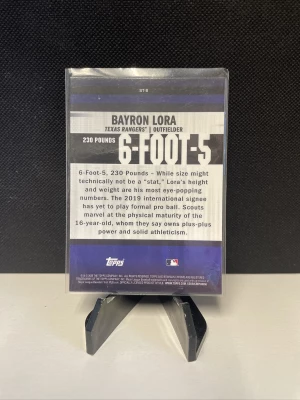 BAYRON LORA
TEXAS RANGERS® | OUTFIELDER
230 POUNDS
6-FOOT-5
6-Foot-5, 230 Pounds – While size might
technically not be a "stat," Lora's height
and weight are his most eye-popping
numbers. The 2019 international signee
has yet to play formal pro ball. Scouts
marvel at the physical maturity of the
16-year-old, whom they say owns plus-plus
power and solid athleticism.
Topps